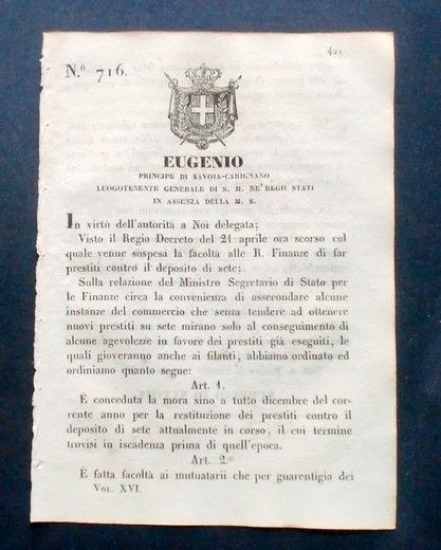 N.º 716.
EUGENIO
PRINCIPE DI SAVOIA-CARIGNANO
LUOGOTENENTE GENERALE DI S. M. NE' REGII STATI
IN ASSENZA DELLA M. S.
In virtù dell'autorità a Noi delegata;
Visto il Regio Decreto del 21 aprile ora scorso col
quale venne sospesa la facoltà alle R. Finanze di far
prestiti contro il deposito di sete;
Sulla relazione del Ministro Segretario di Stato per
le Finanze circa la convenienza di assecondare alcune
instanze del commercio che senza tendere ad ottenere
nuovi prestiti su sete mirano solo al conseguimento di
alcune agevolezze in favore dei prestiti già eseguiti, le
quali gioveranno anche ai filanti, abbiamo ordinato ed
ordiniamo quanto segue:
Art. 1.
È conceduta la mora sino a tutto dicembre del cor-
rente anno per la restituzione dei prestiti contro il
deposito di sete attualmente in corso, il cui termine
trovisi in iscadenza prima di quell'epoca.
Art. 2.º
È fatta facoltà ai mutuatarii che per guarentigia dei
Vol. XVI.